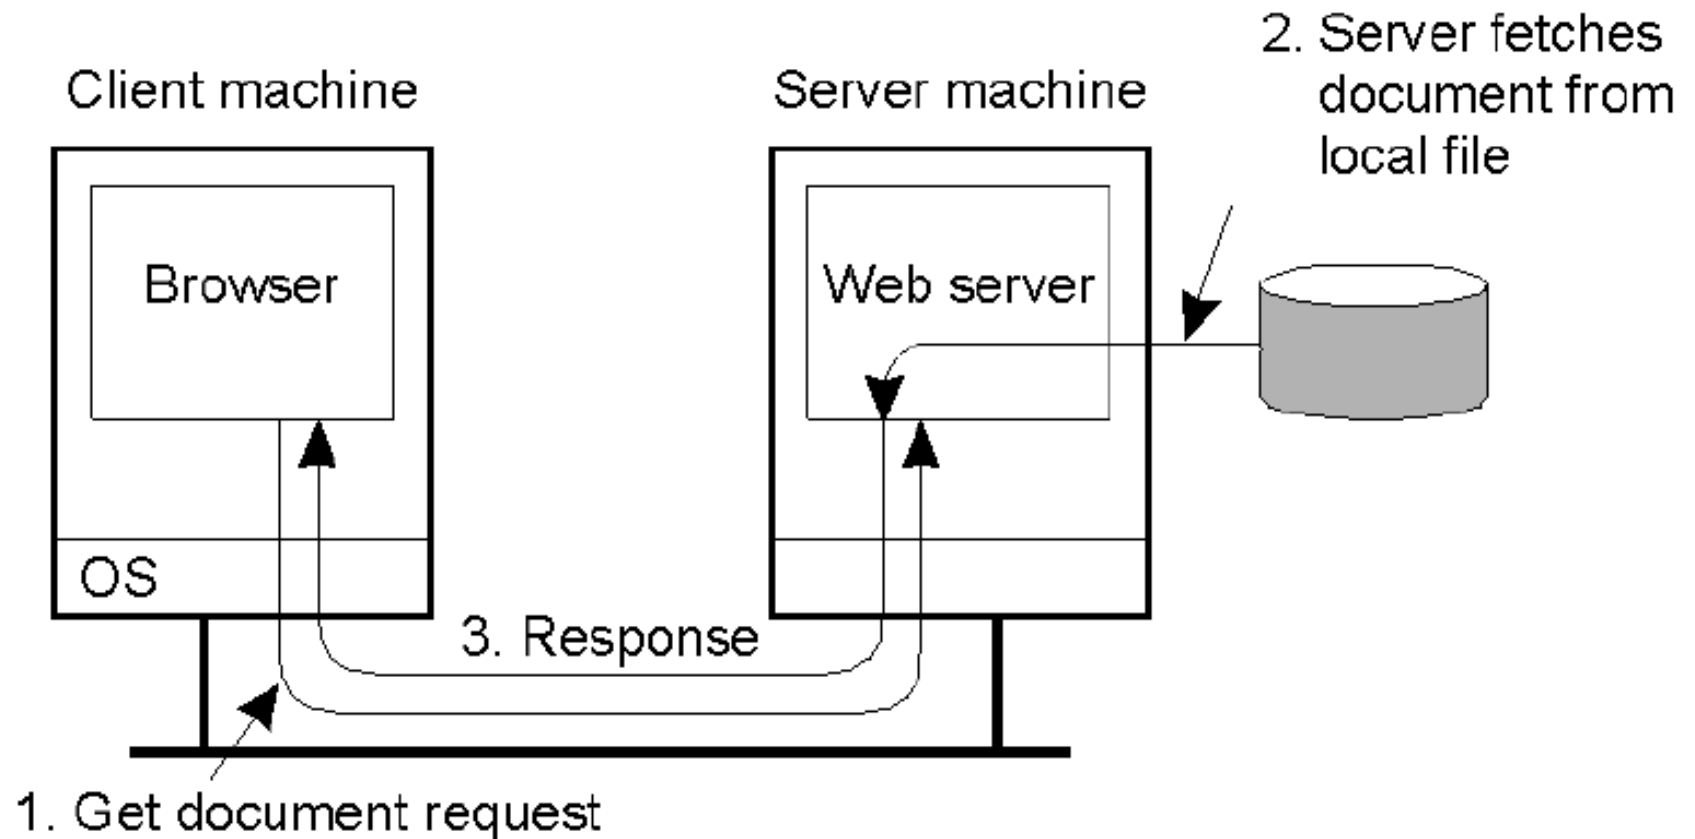 Client machine
Server machine
2. Server fetches
document from
local file
Browser
Web server
OS
3. Response
1. Get document request